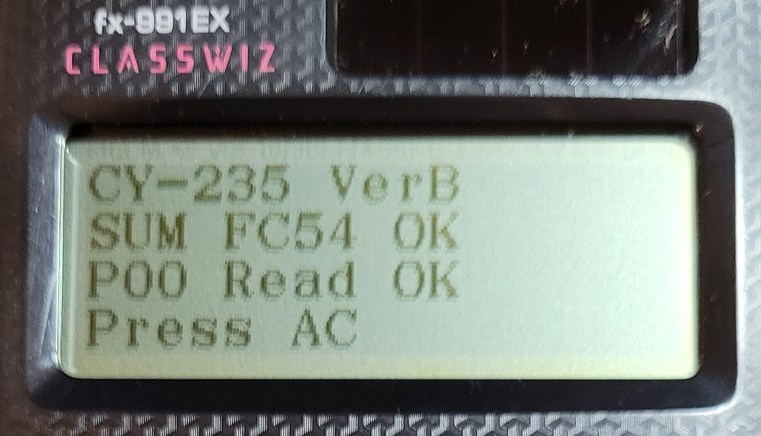 fx-991EX
CLASSWIZ
CY-235 VerB
SUM FC54 OK
P00 Read OK
Press AC